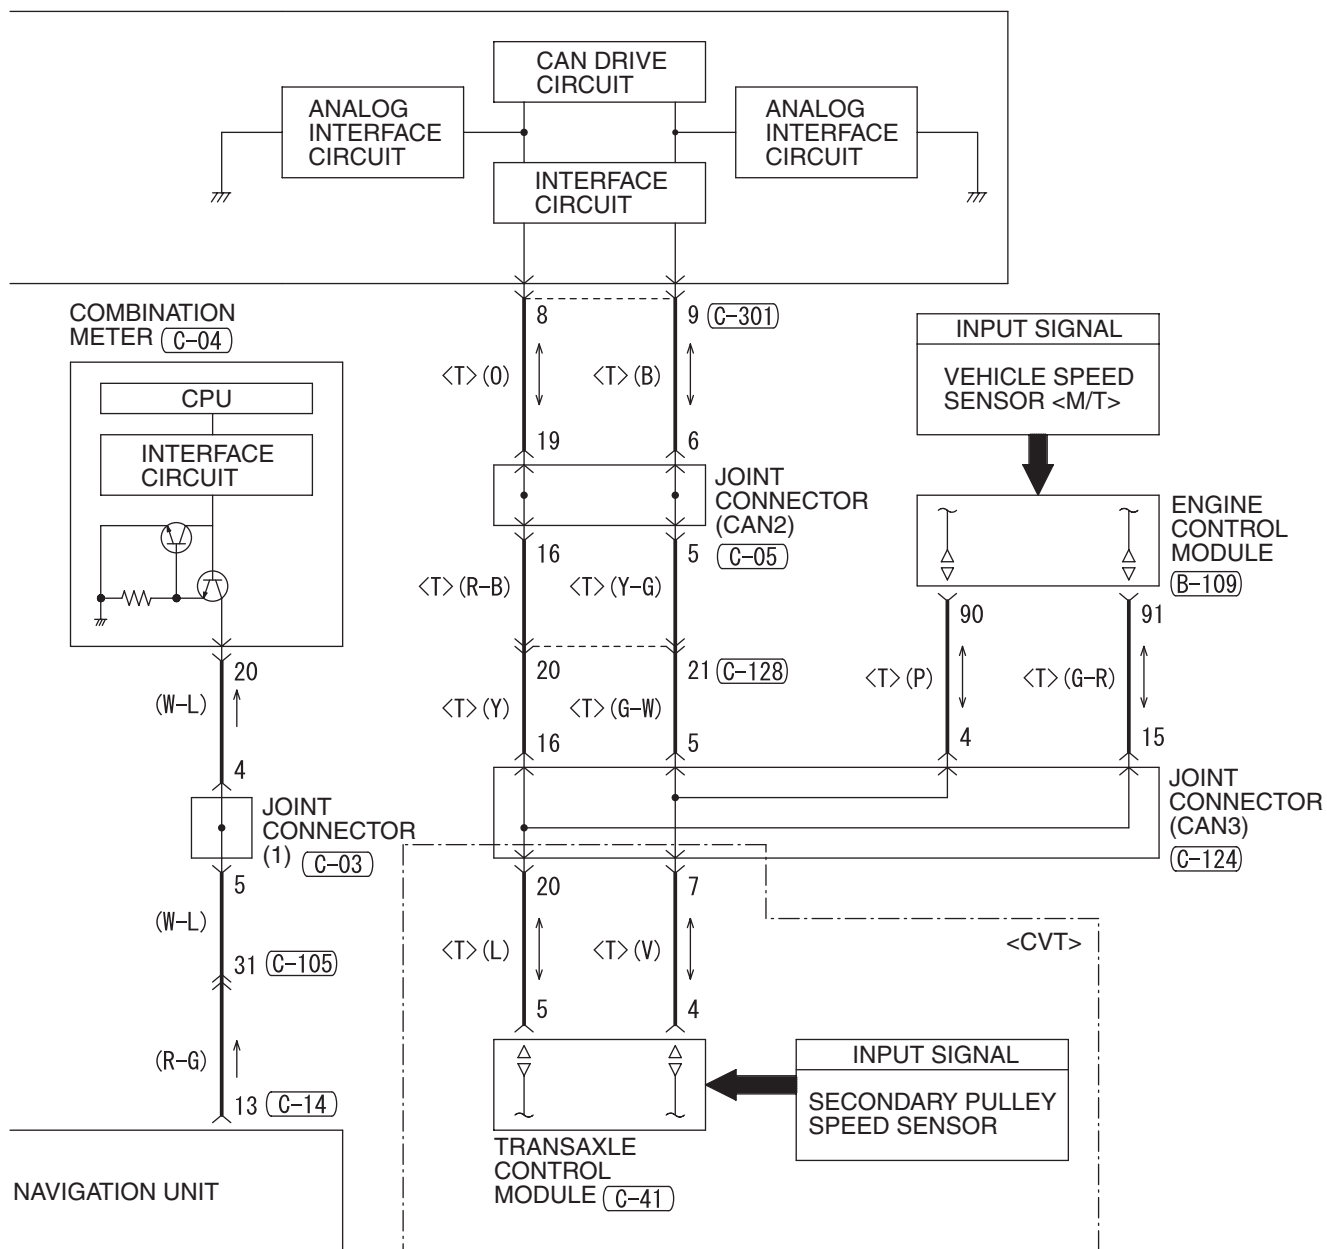 CAN DRIVE
CIRCUIT
ANALOG
INTERFACE
CIRCUIT
ANALOG
INTERFACE
CIRCUIT
INTERFACE
CIRCUIT
COMBINATION
METER C-04
CPU
INTERFACE
CIRCUIT
8
9 C-301
<T>(O)
<T>(B)
19
6
JOINT
CONNECTOR
(CAN2)
C-05
16
5
<T>(R-B)
<T>(Y-G)
20
21 C-128
<T>(Y)
<T>(G-W)
16
5
INPUT SIGNAL
VEHICLE SPEED
SENSOR <M/T>
ENGINE
CONTROL
MODULE
B-109
90
91
<T>(P)
<T>(G-R)
4
15
JOINT
CONNECTOR
(CAN3)
C-124
20
(W-L)
4
JOINT
CONNECTOR
(1) C-03
5
(W-L)
31 C-105
(R-G)
13 C-14
NAVIGATION UNIT
20
7
<T>(L)
<T>(V)
<CVT>
5
4
INPUT SIGNAL
SECONDARY PULLEY
SPEED SENSOR
TRANSAXLE
CONTROL
MODULE C-41